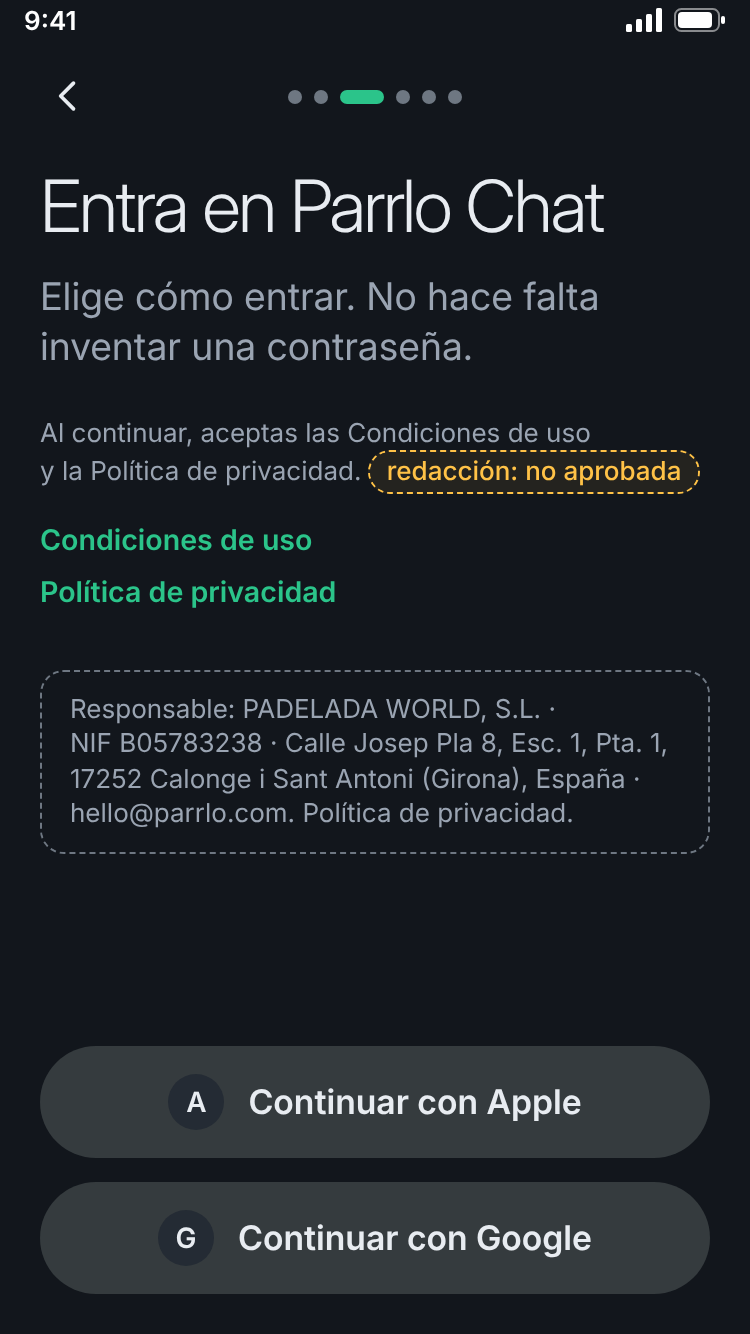 9:41
Entra en Parrlo Chat
Elige cómo entrar. No hace falta
inventar una contraseña.
Al continuar, aceptas las Condiciones de uso
y la Política de privacidad. redacción: no aprobada
Condiciones de uso
Política de privacidad
Responsable: PADELADA WORLD, S.L. ·
NIF B05783238 · Calle Josep Pla 8, Esc. 1, Pta. 1,
17252 Calonge i Sant Antoni (Girona), España ·
hello@parrlo.com. Política de privacidad.
A Continuar con Apple
G Continuar con Google